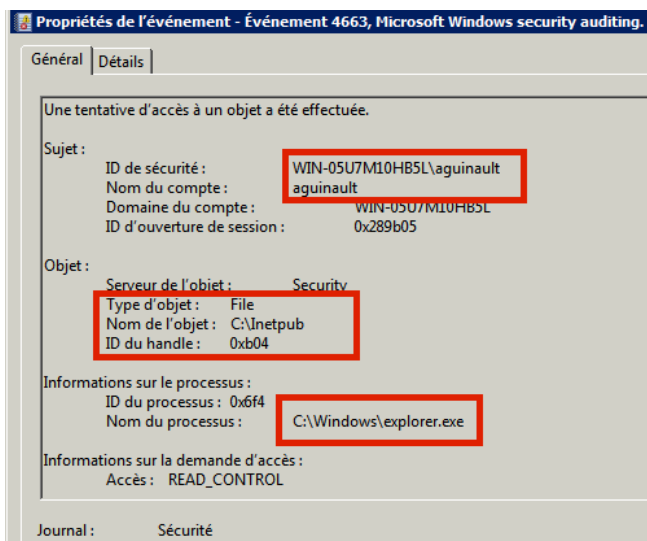 Propriétés de l'événement - Événement 4663, Microsoft Windows security auditing.
Général Détails
Une tentative d'accès à un objet a été effectuée.
Sujet :
ID de sécurité : WIN-05U7M10HB5L\aguinault
Nom du compte : aguinault
Domaine du compte : WIN-05U7M10HB5L
ID d'ouverture de session : 0x289b05
Objet :
Serveur de l'objet : Security
Type d'objet : File
Nom de l'objet : C:\Inetpub
ID du handle : 0xb04
Informations sur le processus :
ID du processus : 0x6f4
Nom du processus : C:\Windows\explorer.exe
Informations sur la demande d'accès :
Accès : READ_CONTROL
Journal : Sécurité